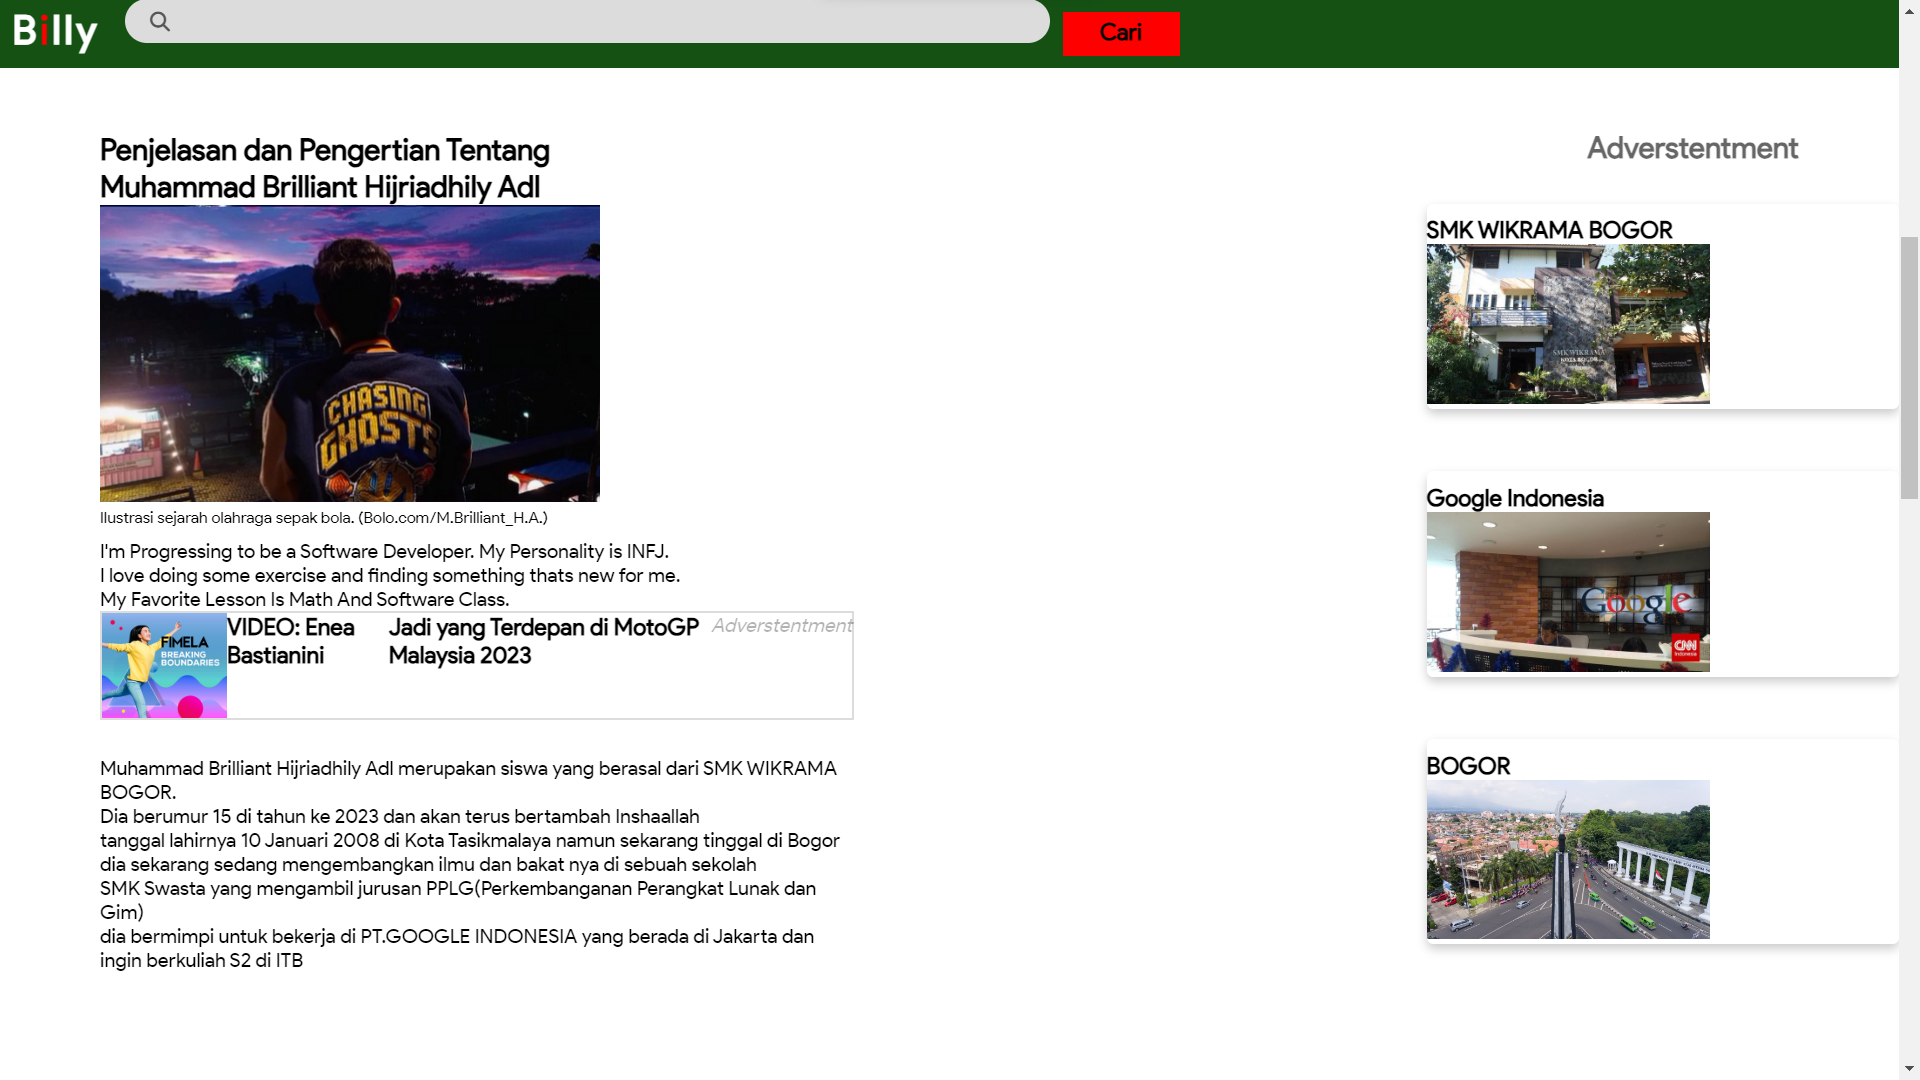 Billy
Cari
Penjelasan dan Pengertian Tentang
Muhammad Brilliant Hijriadhily Adl
CHASING
GHOSTS
Ilustrasi sejarah olahraga sepak bola. (Bolo.com/M.Brilliant_H.A.)
I'm Progressing to be a Software Developer. My Personality is INFJ.
I love doing some exercise and finding something thats new for me.
My Favorite Lesson Is Math And Software Class.
FIMELA
BREAKING
BOUNDARIES
VIDEO: Enea
Bastianini
Jadi yang Terdepan di MotoGP
Malaysia 2023
Adverstentment
Muhammad Brilliant Hijriadhily Adl merupakan siswa yang berasal dari SMK WIKRAMA
BOGOR.
Dia berumur 15 di tahun ke 2023 dan akan terus bertambah Inshaallah
tanggal lahirnya 10 Januari 2008 di Kota Tasikmalaya namun sekarang tinggal di Bogor
dia sekarang sedang mengembangkan ilmu dan bakat nya di sebuah sekolah
SMK Swasta yang mengambil jurusan PPLG(Perkembanganan Perangkat Lunak dan
Gim)
dia bermimpi untuk bekerja di PT.GOOGLE INDONESIA yang berada di Jakarta dan
ingin berkuliah S2 di ITB
Adverstentment
SMK WIKRAMA BOGOR
SMK WIKRAMA
KOTA BOGOR
Google Indonesia
Google
CNN
Indonesia
BOGOR